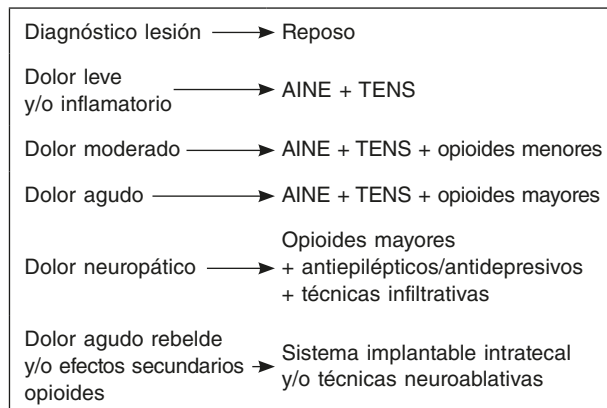 Diagnóstico lesión → Reposo
Dolor leve
y/o inflamatorio → AINE + TENS
Dolor moderado → AINE + TENS + opioides menores
Dolor agudo → AINE + TENS + opioides mayores
Dolor neuropático → Opioides mayores
+ antiepilépticos/antidepresivos
+ técnicas infiltrativas
Dolor agudo rebelde
y/o efectos secundarios
opioides → Sistema implantable intratecal
y/o técnicas neuroablativas